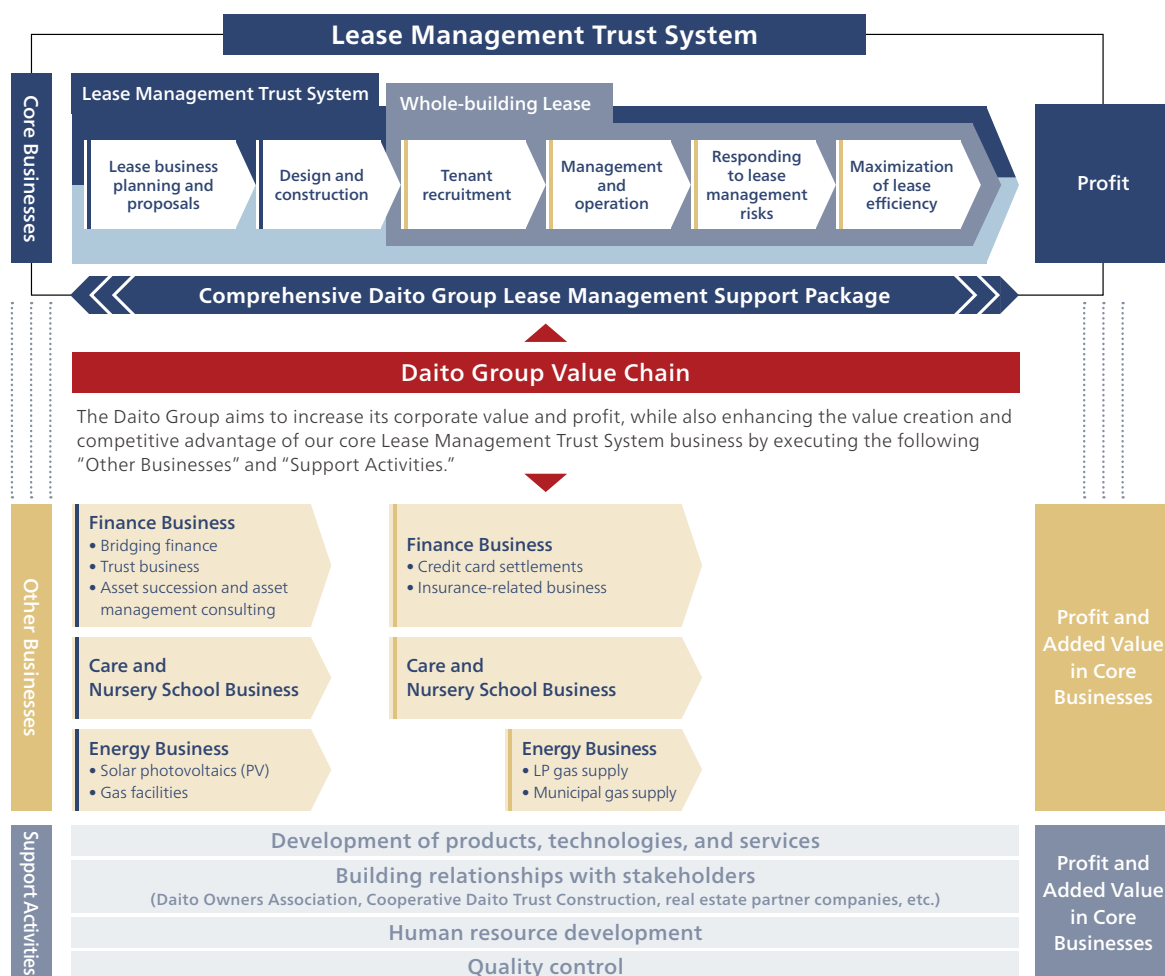 Lease Management Trust System
Core Businesses
Lease Management Trust System
Whole-building Lease
Lease business
planning and
proposals
Design and
construction
Tenant
recruitment
Management
and
operation
Responding
to lease
management
risks
Maximization
of lease
efficiency
Profit
Comprehensive Daito Group Lease Management Support Package
Daito Group Value Chain
The Daito Group aims to increase its corporate value and profit, while also enhancing the value creation and
competitive advantage of our core Lease Management Trust System business by executing the following
“Other Businesses” and “Support Activities.”
Other Businesses
Finance Business
• Bridging finance
• Trust business
• Asset succession and asset
management consulting
Finance Business
• Credit card settlements
• Insurance-related business
Care and
Nursery School Business
Care and
Nursery School Business
Energy Business
• Solar photovoltaics (PV)
• Gas facilities
Energy Business
• LP gas supply
• Municipal gas supply
Profit and
Added Value
in Core
Businesses
Support Activities
Development of products, technologies, and services
Building relationships with stakeholders
(Daito Owners Association, Cooperative Daito Trust Construction, real estate partner companies, etc.)
Human resource development
Quality control
Profit and
Added Value
in Core
Businesses